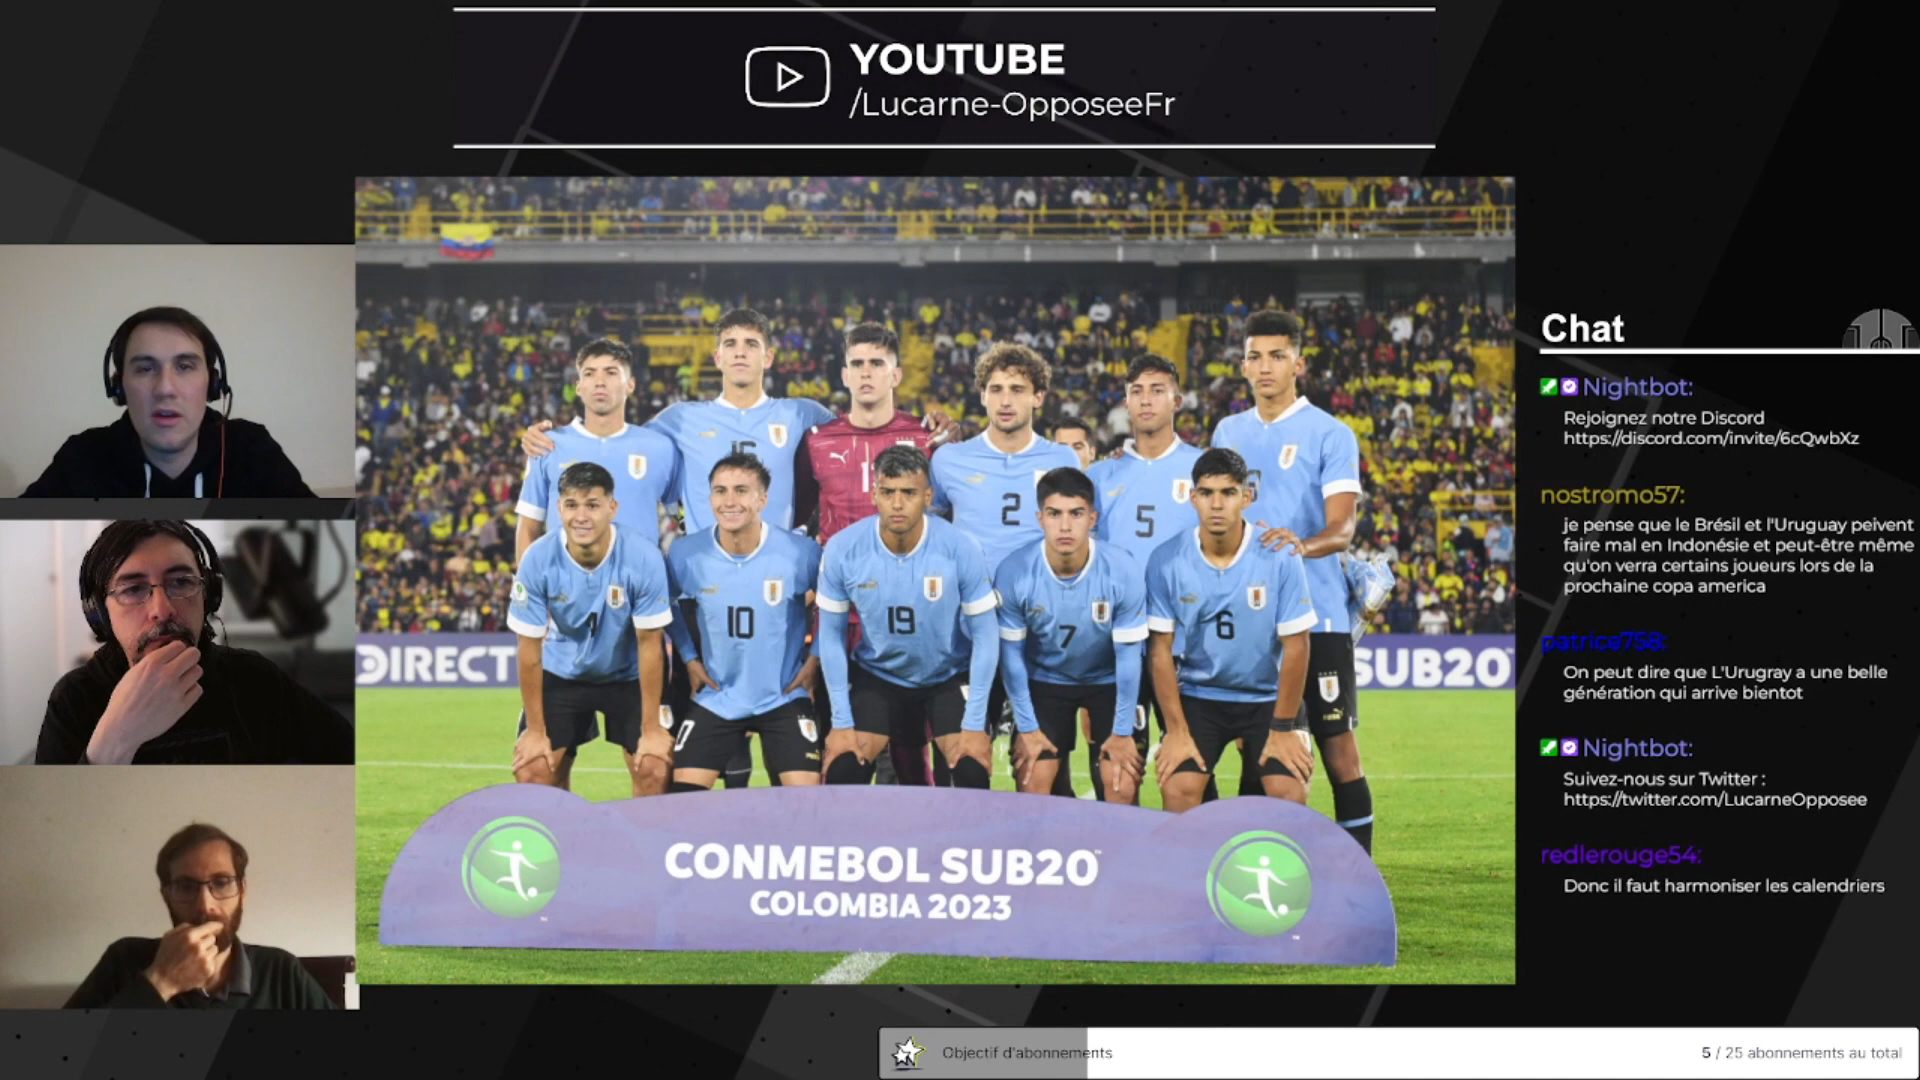 YOUTUBE
/Lucarne-OpposeeFr
16
1
2
5
4
10
19
7
6
DIRECT
SUB20
CONMEBOL SUB20™
COLOMBIA 2023
Chat
Nightbot:
Rejoignez notre Discord
https://discord.com/invite/6cQwbXz
nostromo57:
je pense que le Brésil et l'Uruguay peivent
faire mal en Indonésie et peut-être même
qu'on verra certains joueurs lors de la
prochaine copa america
patrice758:
On peut dire que L'Urugray a une belle
génération qui arrive bientot
Nightbot:
Suivez-nous sur Twitter :
https://twitter.com/LucarneOpposee
redlerouge54:
Donc il faut harmoniser les calendriers
Objectif d'abonnements
5 / 25 abonnements au total